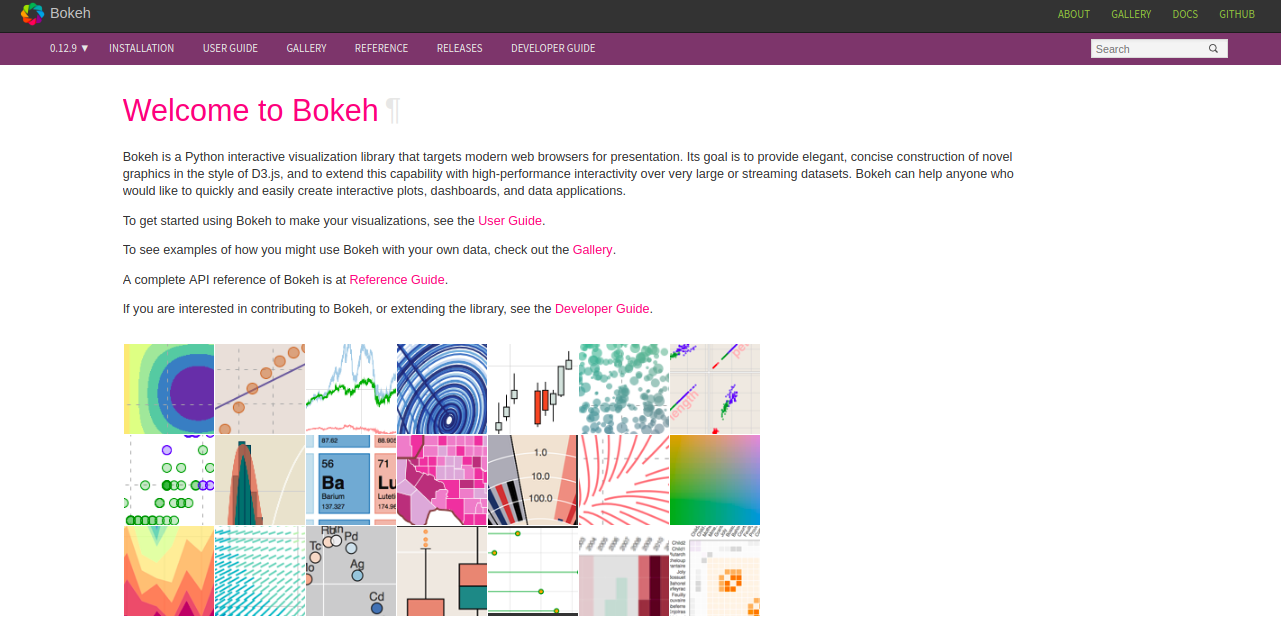 Bokeh
ABOUT GALLERY DOCS GITHUB
0.12.9 ▼ INSTALLATION USER GUIDE GALLERY REFERENCE RELEASES DEVELOPER GUIDE Search
Welcome to Bokeh ¶
Bokeh is a Python interactive visualization library that targets modern web browsers for presentation. Its goal is to provide elegant, concise construction of novel
graphics in the style of D3.js, and to extend this capability with high-performance interactivity over very large or streaming datasets. Bokeh can help anyone who
would like to quickly and easily create interactive plots, dashboards, and data applications.
To get started using Bokeh to make your visualizations, see the User Guide.
To see examples of how you might use Bokeh with your own data, check out the Gallery.
A complete API reference of Bokeh is at Reference Guide.
If you are interested in contributing to Bokeh, or extending the library, see the Developer Guide.
87.62
56 71
Ba Lu
Barium
137.327
1.0
10.0
100.0
Tc Pd
Ag
Cd
2004 2005 2006 2007 2008 2009